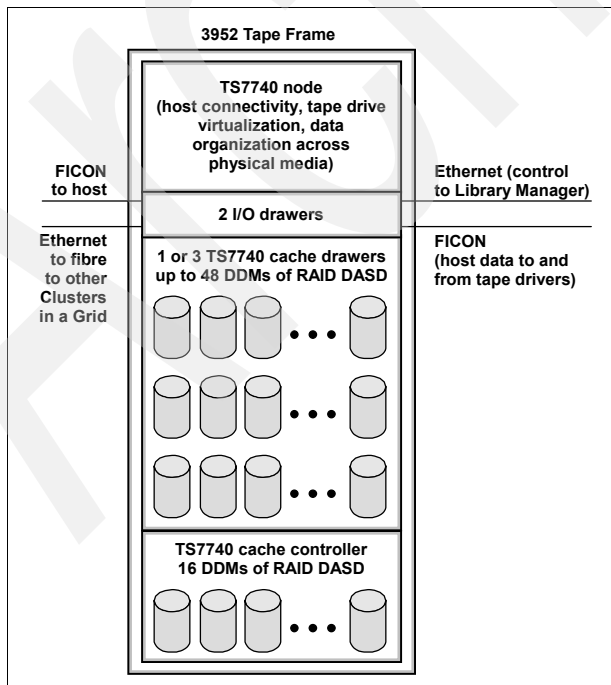 3952 Tape Frame
TS7740 node
(host connectivity, tape drive
virtualization, data
organization across
physical media)
FICON
to host
Ethernet (control
to Library Manager)
2 I/O drawers
Ethernet
to fibre
to other
Clusters
in a Grid
1 or 3 TS7740 cache drawers
up to 48 DDMs of RAID DASD
FICON
(host data to and
from tape drivers)
TS7740 cache controller
16 DDMs of RAID DASD